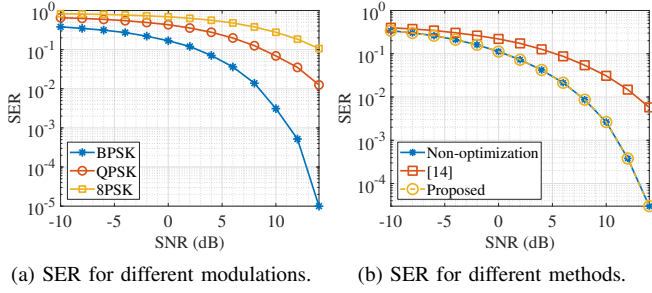 10^0
10^-1
10^-2
10^-3
10^-4
10^-5
SER
BPSK
QPSK
8PSK
-10 -5 0 5 10
SNR (dB)
(a) SER for different modulations.
10^0
10^-1
10^-2
10^-3
10^-4
SER
Non-optimization
[14]
Proposed
-10 -5 0 5 10
SNR (dB)
(b) SER for different methods.